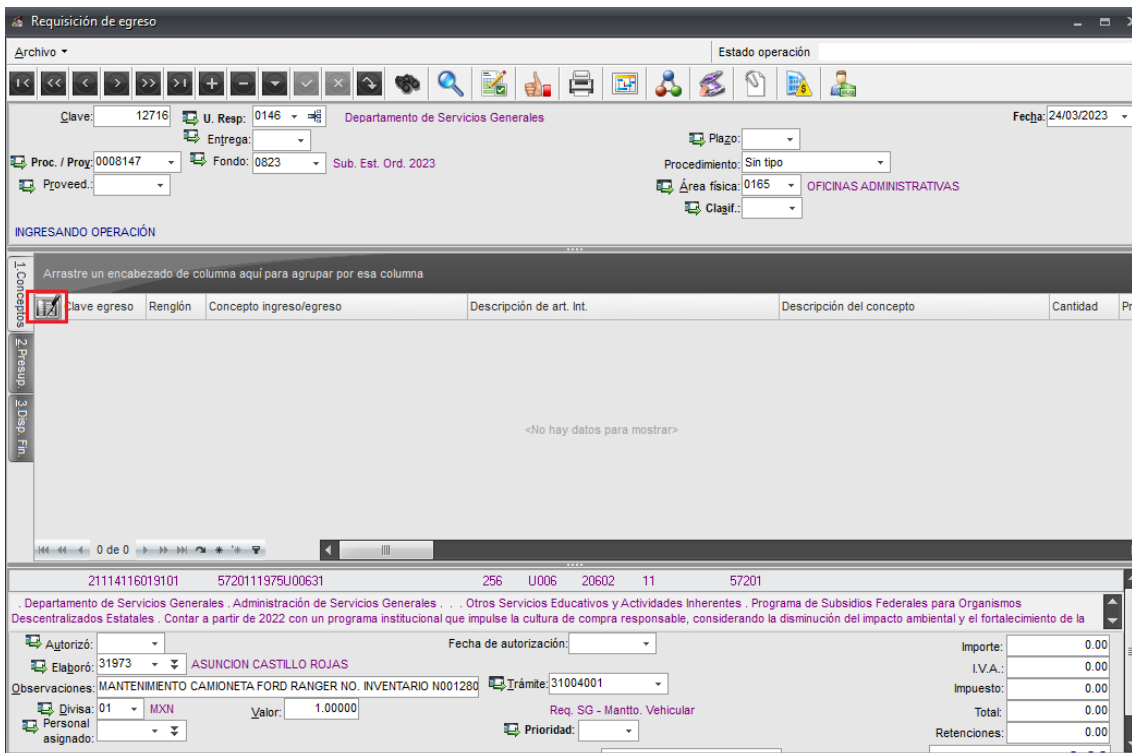 Requisición de egreso
Archivo
Estado operación
Clave: 12716 U. Resp: 0146 Departamento de Servicios Generales Fecha: 24/03/2023
Entrega: Plazo:
Proc. / Proy: 0008147 Fondo: 0823 Sub. Est. Ord. 2023 Procedimiento: Sin tipo
Proveed.: Área física: 0165 OFICINAS ADMINISTRATIVAS
Clasif.:
INGRESANDO OPERACIÓN
1.Conceptos
2.Presup.
3.Disp. Fin.
Arrastre un encabezado de columna aquí para agrupar por esa columna
Clave egreso Renglón Concepto ingreso/egreso Descripción de art. Int. Descripción del concepto Cantidad Pr
<No hay datos para mostrar>
0 de 0
21114116019101 5720111975U00631 256 U006 20602 11 57201
. Departamento de Servicios Generales . Administración de Servicios Generales . . . Otros Servicios Educativos y Actividades Inherentes . Programa de Subsidios Federales para Organismos
Descentralizados Estatales . Contar a partir de 2022 con un programa institucional que impulse la cultura de compra responsable, considerando la disminución del impacto ambiental y el fortalecimiento de la
Autorizó: Fecha de autorización: Importe: 0.00
Elaboró: 31973 ASUNCION CASTILLO ROJAS I.V.A.: 0.00
Observaciones: MANTENIMIENTO CAMIONETA FORD RANGER NO. INVENTARIO N001280 Trámite: 31004001 Impuesto: 0.00
Divisa: 01 MXN Valor: 1.00000 Req. SG - Mantto. Vehicular Total: 0.00
Personal asignado: Prioridad: Retenciones: 0.00